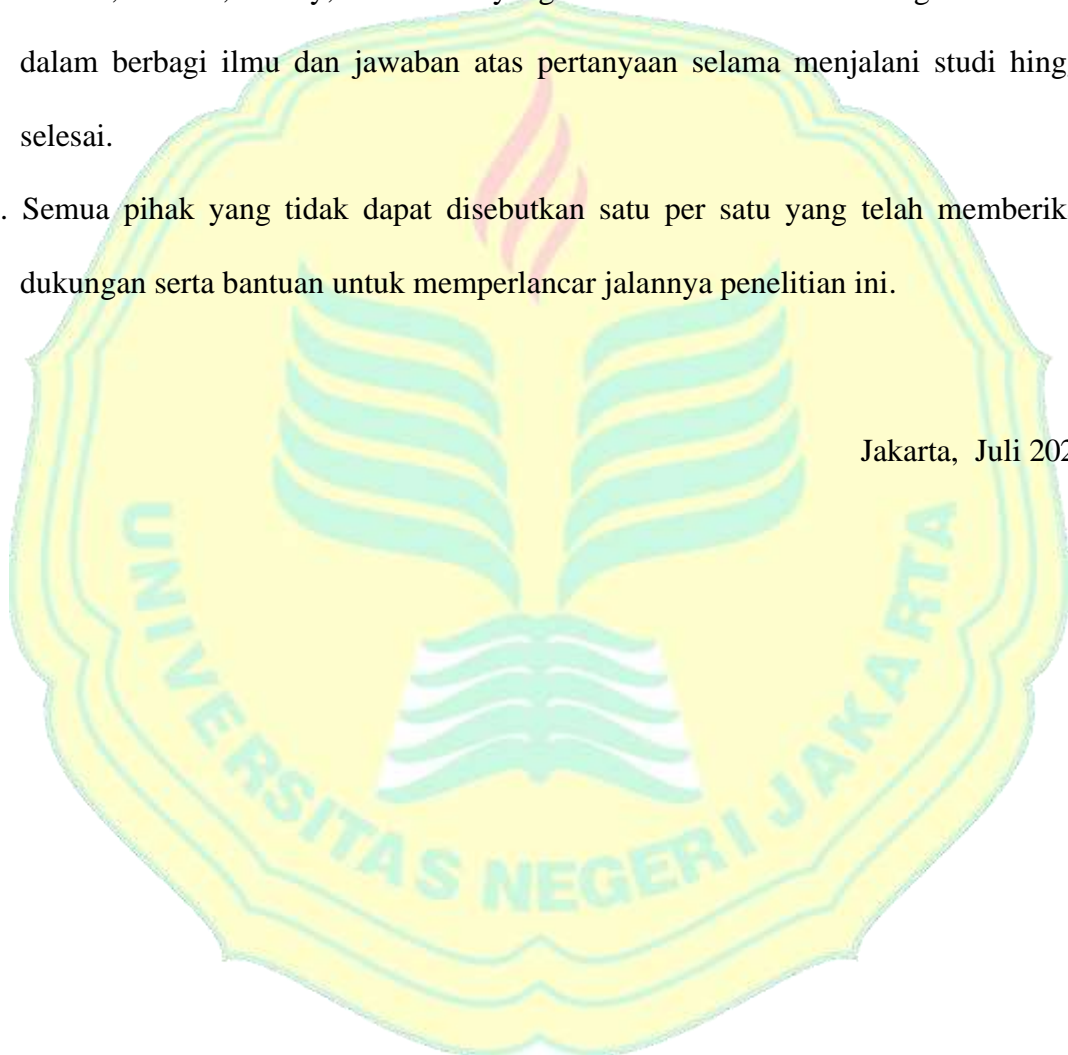 dalam berbagi ilmu dan jawaban atas pertanyaan selama menjalani studi hing
selesai.
. Semua pihak yang tidak dapat disebutkan satu per satu yang telah memberik
dukungan serta bantuan untuk memperlancar jalannya penelitian ini.
Jakarta, Juli 202
UNIVERSITAS NEGERI JAKARTA